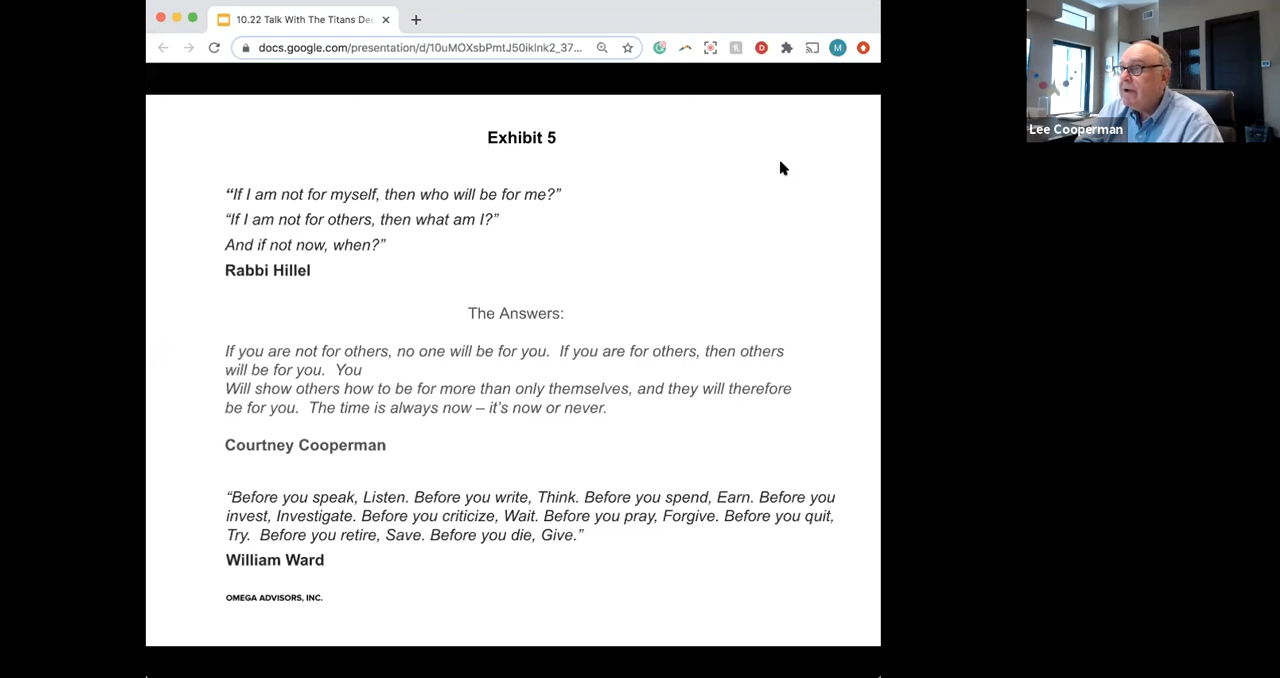 10.22 Talk With The Titans Dec
docs.google.com/presentation/d/10uMOXsbPmtJ50ikInk2_37...
D
M
Lee Cooperman
Exhibit 5
“If I am not for myself, then who will be for me?”
“If I am not for others, then what am I?”
And if not now, when?”
Rabbi Hillel
The Answers:
If you are not for others, no one will be for you. If you are for others, then others
will be for you. You
Will show others how to be for more than only themselves, and they will therefore
be for you. The time is always now – it’s now or never.
Courtney Cooperman
“Before you speak, Listen. Before you write, Think. Before you spend, Earn. Before you
invest, Investigate. Before you criticize, Wait. Before you pray, Forgive. Before you quit,
Try. Before you retire, Save. Before you die, Give.”
William Ward
OMEGA ADVISORS, INC.